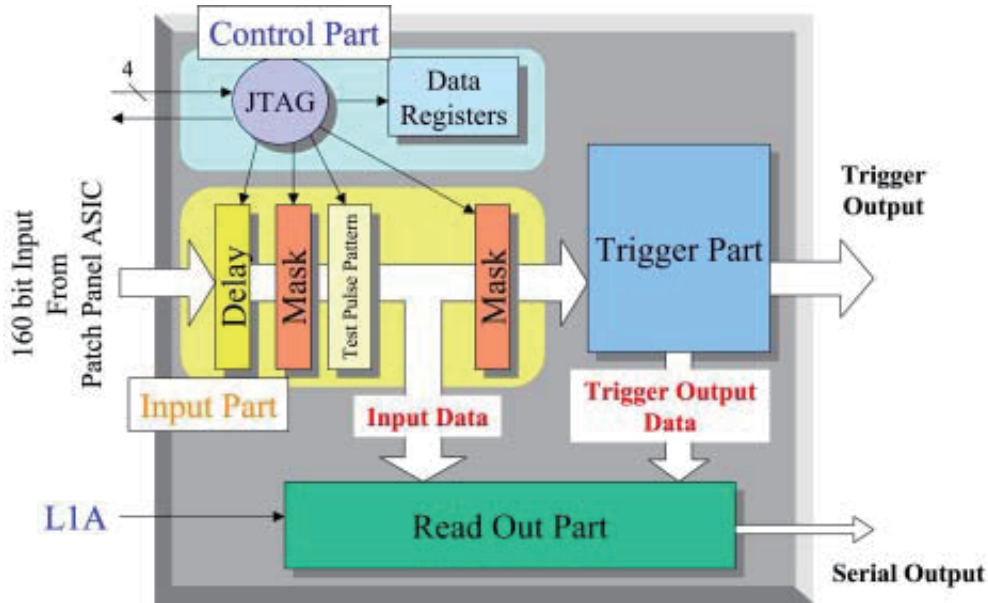 Control Part
4
JTAG
Data
Registers
160 bit Input
From
Patch Panel ASIC
Delay
Mask
Test Pulse Pattern
Mask
Trigger Part
Trigger
Output
Input Part
Input Data
Trigger Output
Data
L1A
Read Out Part
Serial Output